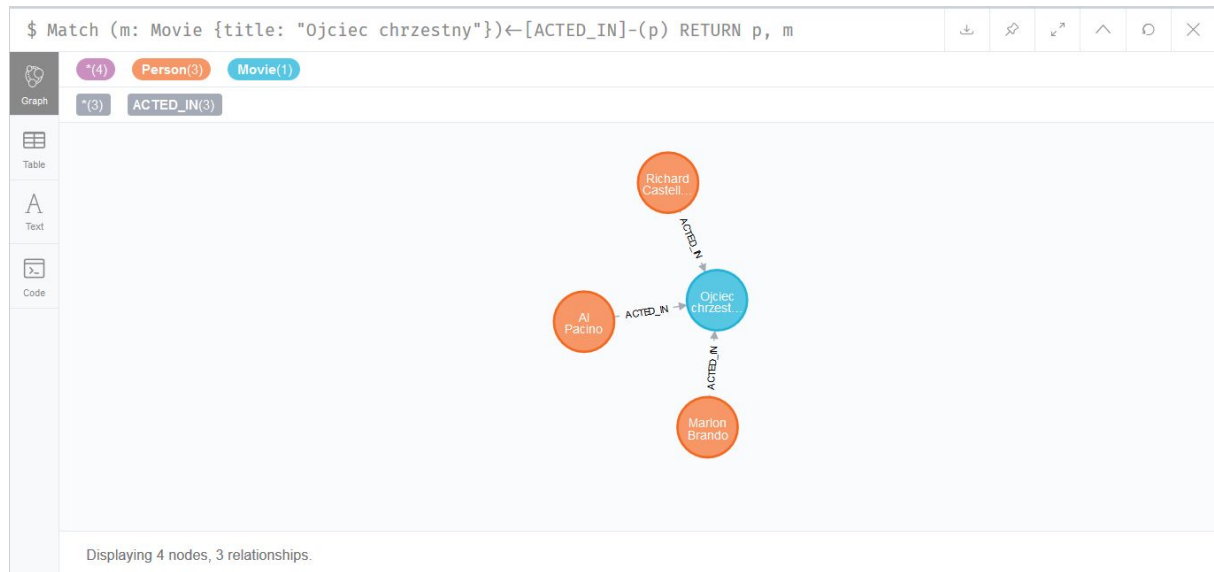 $ Match (m: Movie {title: "Ojciec chrzestny"})←[ACTED_IN]-(p) RETURN p, m
*(4) Person(3) Movie(1)
Graph
*(3) ACTED_IN(3)
Table
A
Text
Code
Richard
Castell...
ACTED_IN
Ojciec
chrzest...
ACTED_IN
Al
Pacino
ACTED_IN
Marlon
Brando
Displaying 4 nodes, 3 relationships.